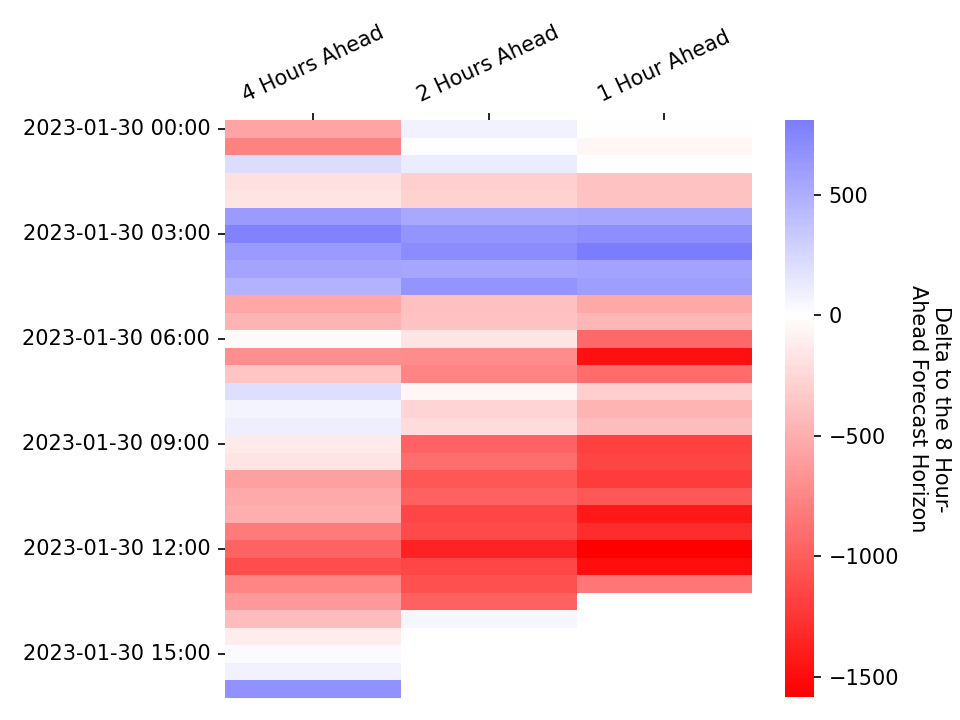 4 Hours Ahead
2 Hours Ahead
1 Hour Ahead
2023-01-30 00:00
2023-01-30 03:00
2023-01-30 06:00
2023-01-30 09:00
2023-01-30 12:00
2023-01-30 15:00
500
0
−500
−1000
−1500
Delta to the 8 Hour-
Ahead Forecast Horizon